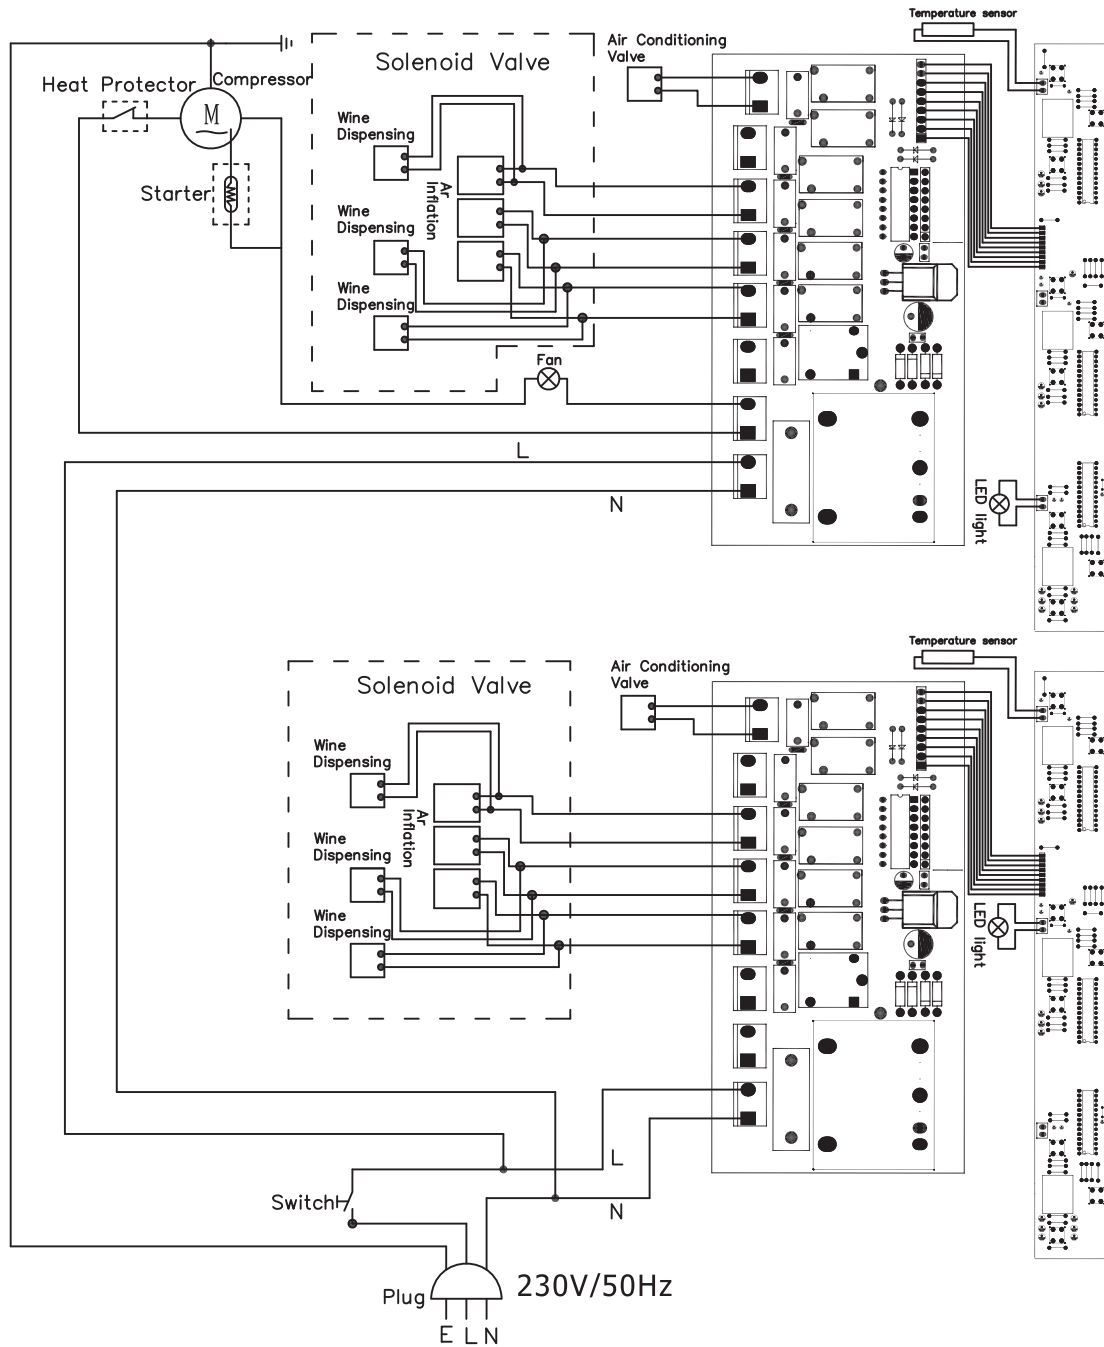 Temperature sensor
Air Conditioning
Valve
Solenoid Valve
Heat Protector
Compressor
M
Starter
Wine
Dispensing
Ar
Inflation
Wine
Dispensing
Wine
Dispensing
Fan
L
N
LED light
Temperature sensor
Air Conditioning
Valve
Solenoid Valve
Wine
Dispensing
Ar
Inflation
Wine
Dispensing
Wine
Dispensing
LED light
L
Switch
N
Plug
230V/50Hz
E L N